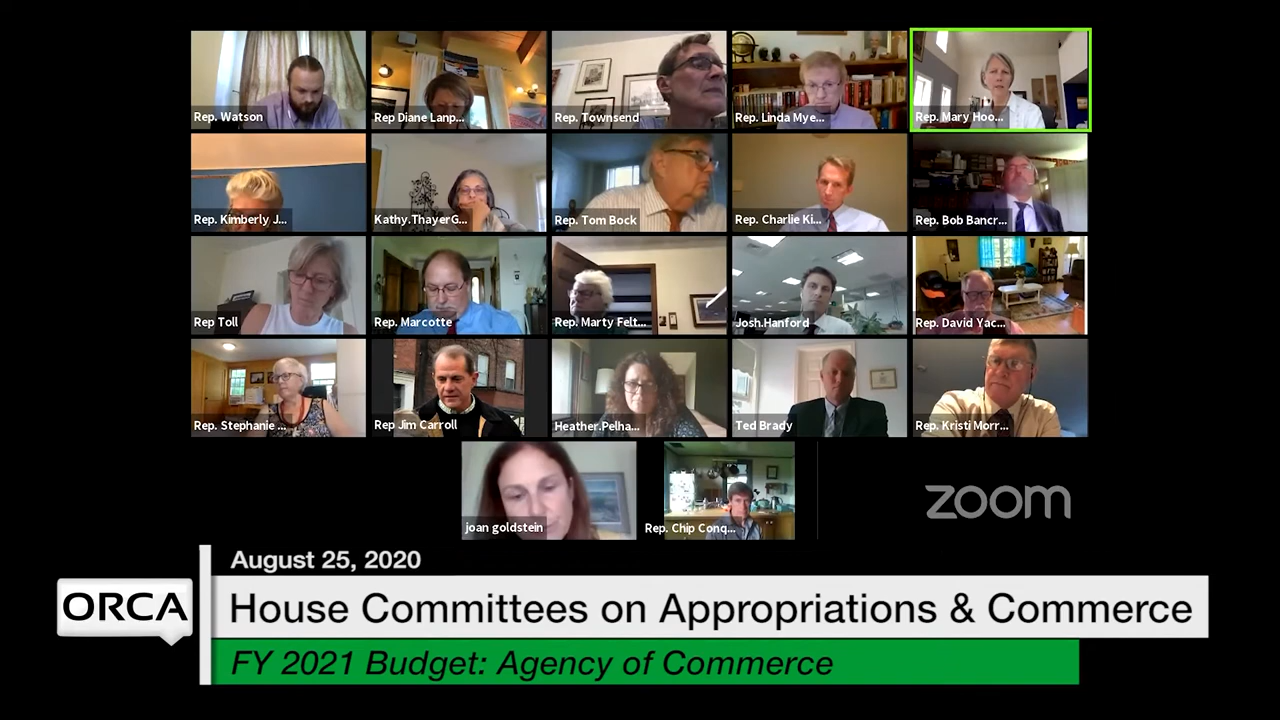 Rep. Watson
Rep Diane Lanp...
Rep. Townsend
Rep. Linda Mye...
Rep. Mary Hoo...
Rep. Kimberly J...
Kathy.ThayerG...
Rep. Tom Bock
Rep. Charlie Ki...
Rep. Bob Bancr...
Rep Toll
Rep. Marcotte
Rep. Marty Felt...
Josh.Hanford
Rep. David Yac...
Rep. Stephanie ...
Rep Jim Carroll
Heather.Pelha...
Ted Brady
Rep. Kristi Morr...
joan goldstein
Rep. Chip Conq...
zoom
August 25, 2020
ORCA
House Committees on Appropriations & Commerce
FY 2021 Budget: Agency of Commerce